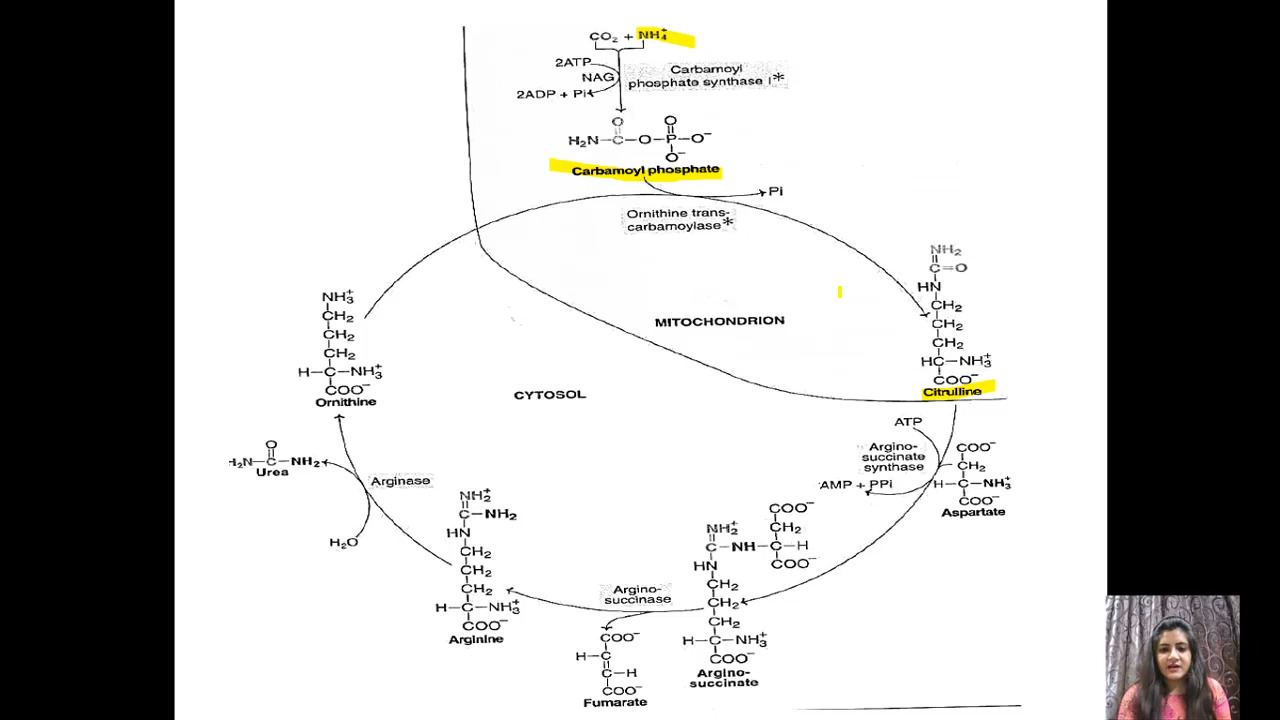 CO₂ + NH₄⁺
2ATP
NAG
2ADP + Pi
Carbamoyl
phosphate synthase I*
O O
H₂N—C—O—P—O⁻
O⁻
Carbamoyl phosphate
Pi
Ornithine trans-
carbamoylase*
NH₂
C=O
HN
CH₂
CH₂
CH₂
HC—NH₃⁺
COO⁻
Citrulline
MITOCHONDRION
CYTOSOL
NH₃⁺
CH₂
CH₂
CH₂
H—C—NH₃⁺
COO⁻
Ornithine
ATP
Argino-
succinate
synthase
AMP + PPi
COO⁻
CH₂
H—C—NH₃⁺
COO⁻
Aspartate
O
H₂N—C—NH₂
Urea
Arginase
H₂O
NH₂⁺
C—NH₂
HN
CH₂
CH₂
CH₂
H—C—NH₃⁺
COO⁻
Arginine
Argino-
succinase
COO⁻
H—C
C—H
COO⁻
Fumarate
COO⁻
NH₂⁺ CH₂
C—NH—C—H
HN COO⁻
CH₂
CH₂
CH₂
H—C—NH₃⁺
COO⁻
Argino-
succinate